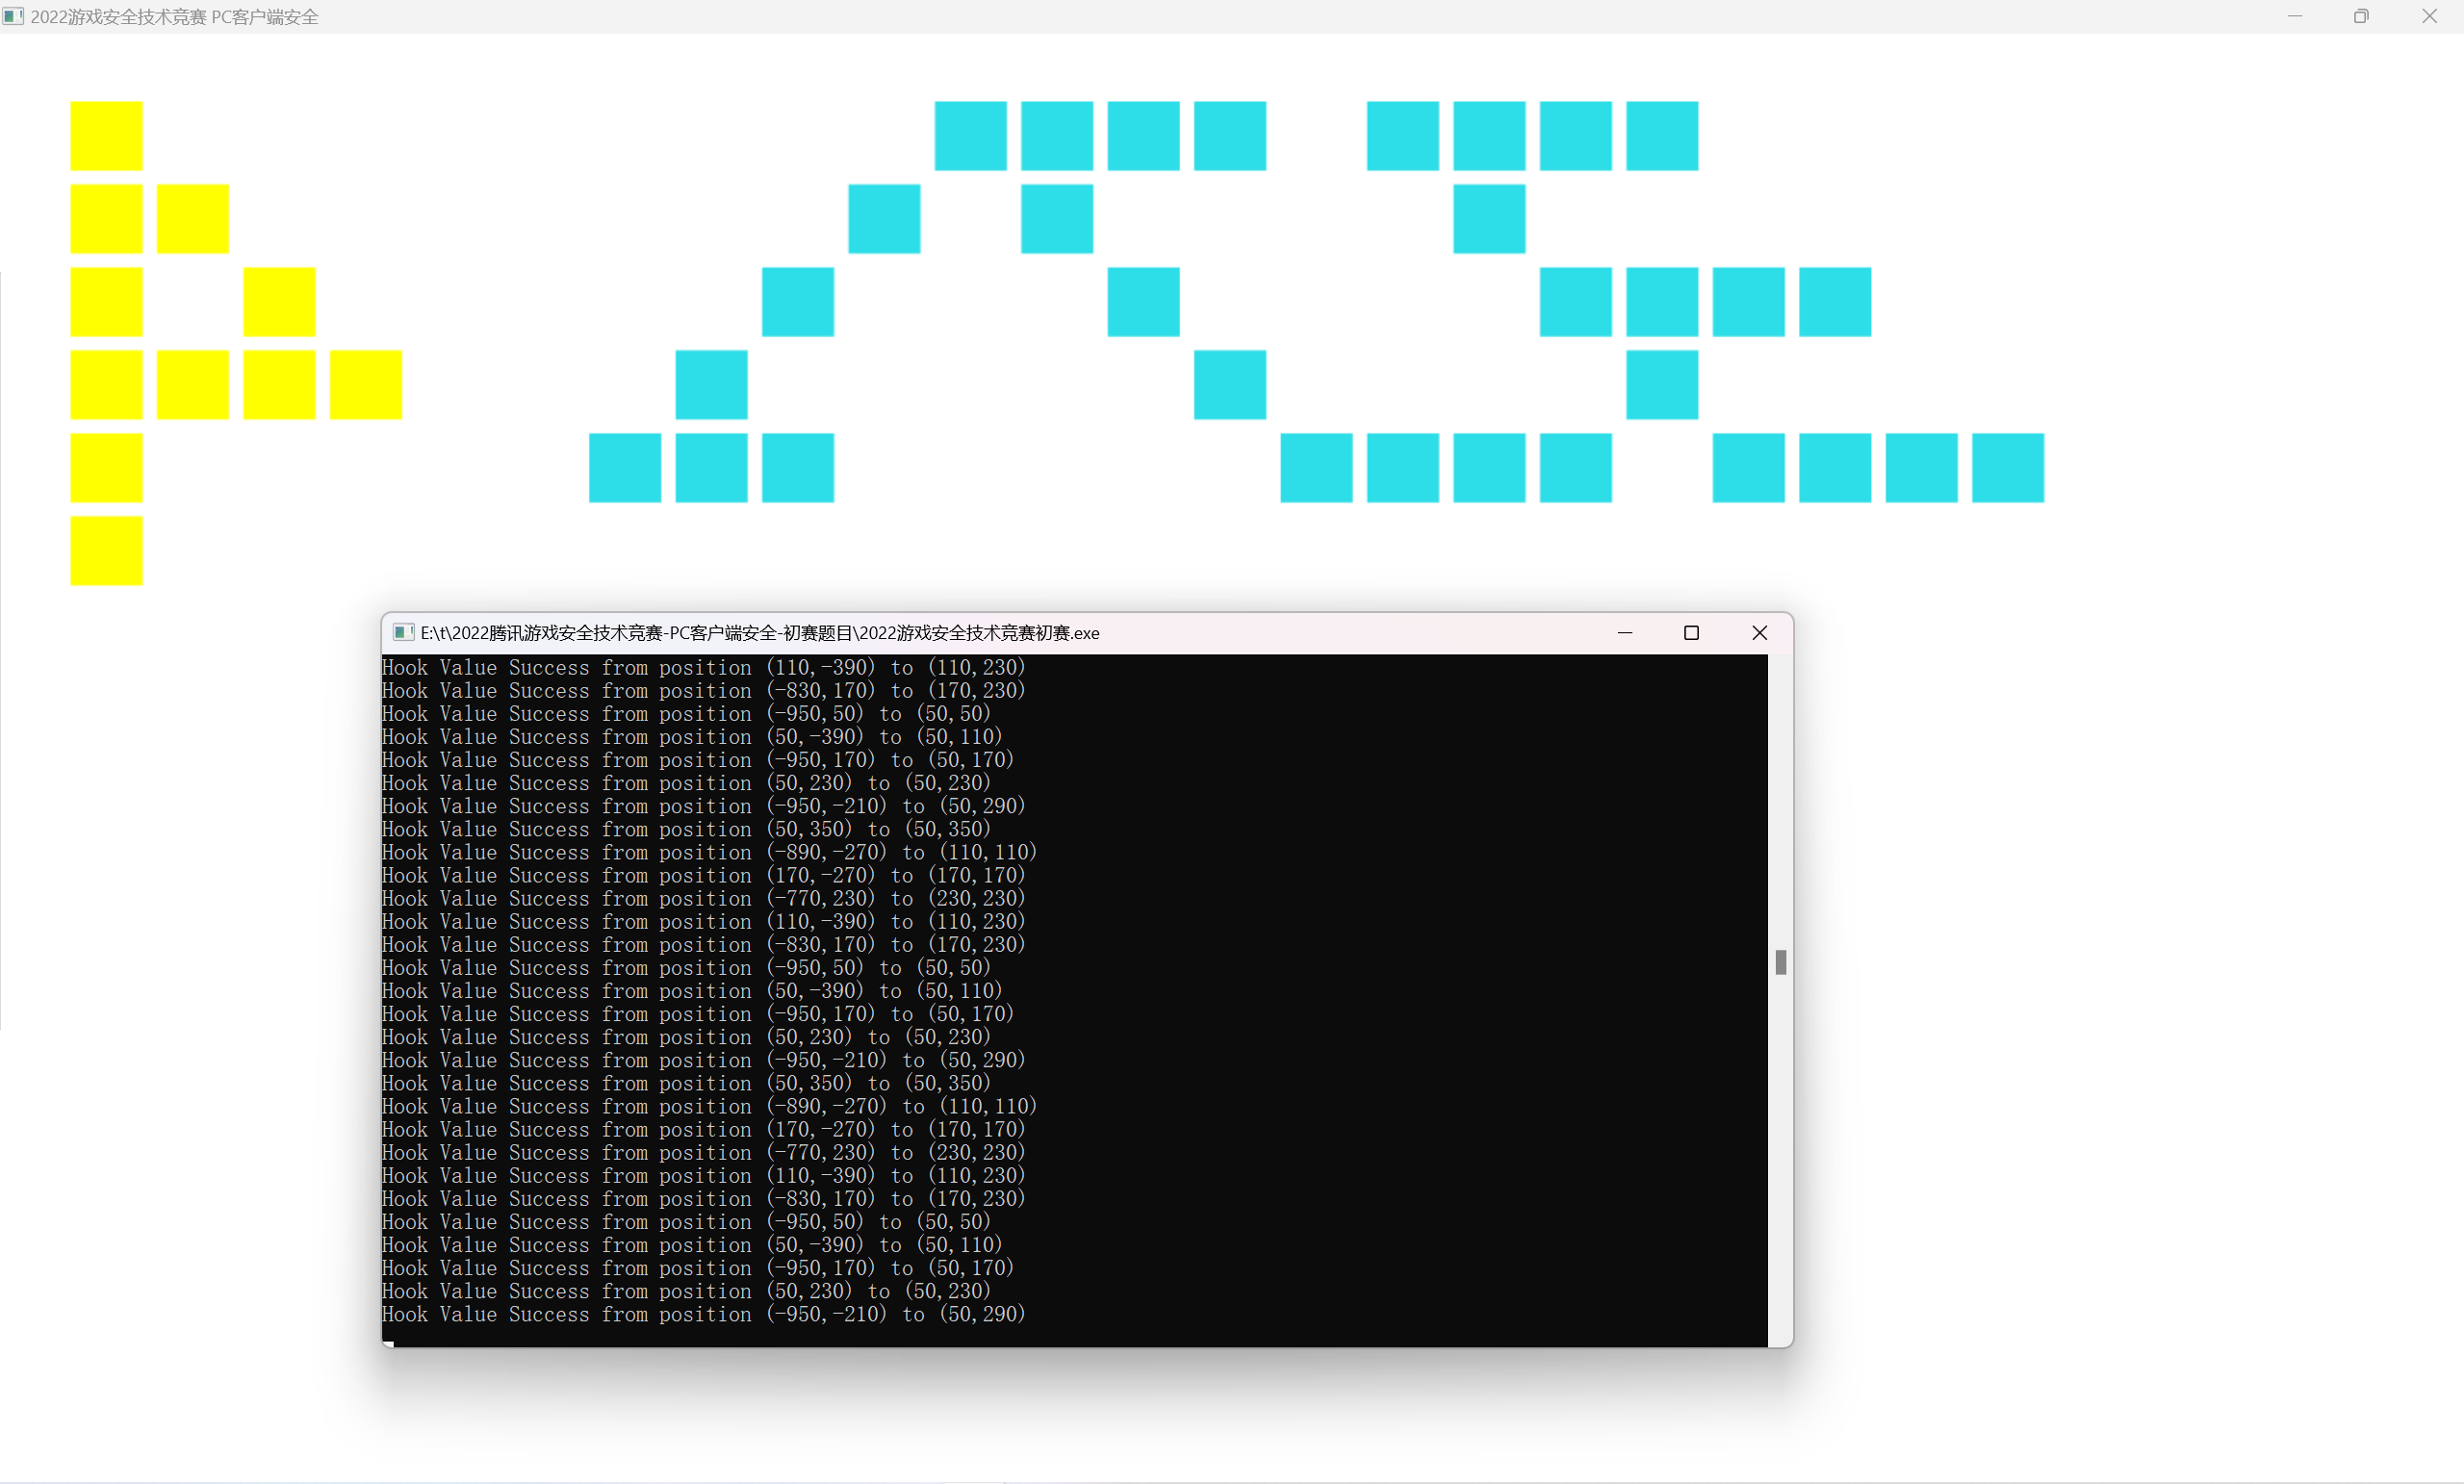 2022游戏安全技术竞赛 PC客户端安全
E:\t\2022腾讯游戏安全技术竞赛-PC客户端安全-初赛题目\2022游戏安全技术竞赛初赛.exe
Hook Value Success from position (110,-390) to (110,230)
Hook Value Success from position (-830,170) to (170,230)
Hook Value Success from position (-950,50) to (50,50)
Hook Value Success from position (50,-390) to (50,110)
Hook Value Success from position (-950,170) to (50,170)
Hook Value Success from position (50,230) to (50,230)
Hook Value Success from position (-950,-210) to (50,290)
Hook Value Success from position (50,350) to (50,350)
Hook Value Success from position (-890,-270) to (110,110)
Hook Value Success from position (170,-270) to (170,170)
Hook Value Success from position (-770,230) to (230,230)
Hook Value Success from position (110,-390) to (110,230)
Hook Value Success from position (-830,170) to (170,230)
Hook Value Success from position (-950,50) to (50,50)
Hook Value Success from position (50,-390) to (50,110)
Hook Value Success from position (-950,170) to (50,170)
Hook Value Success from position (50,230) to (50,230)
Hook Value Success from position (-950,-210) to (50,290)
Hook Value Success from position (50,350) to (50,350)
Hook Value Success from position (-890,-270) to (110,110)
Hook Value Success from position (170,-270) to (170,170)
Hook Value Success from position (-770,230) to (230,230)
Hook Value Success from position (110,-390) to (110,230)
Hook Value Success from position (-830,170) to (170,230)
Hook Value Success from position (-950,50) to (50,50)
Hook Value Success from position (50,-390) to (50,110)
Hook Value Success from position (-950,170) to (50,170)
Hook Value Success from position (50,230) to (50,230)
Hook Value Success from position (-950,-210) to (50,290)